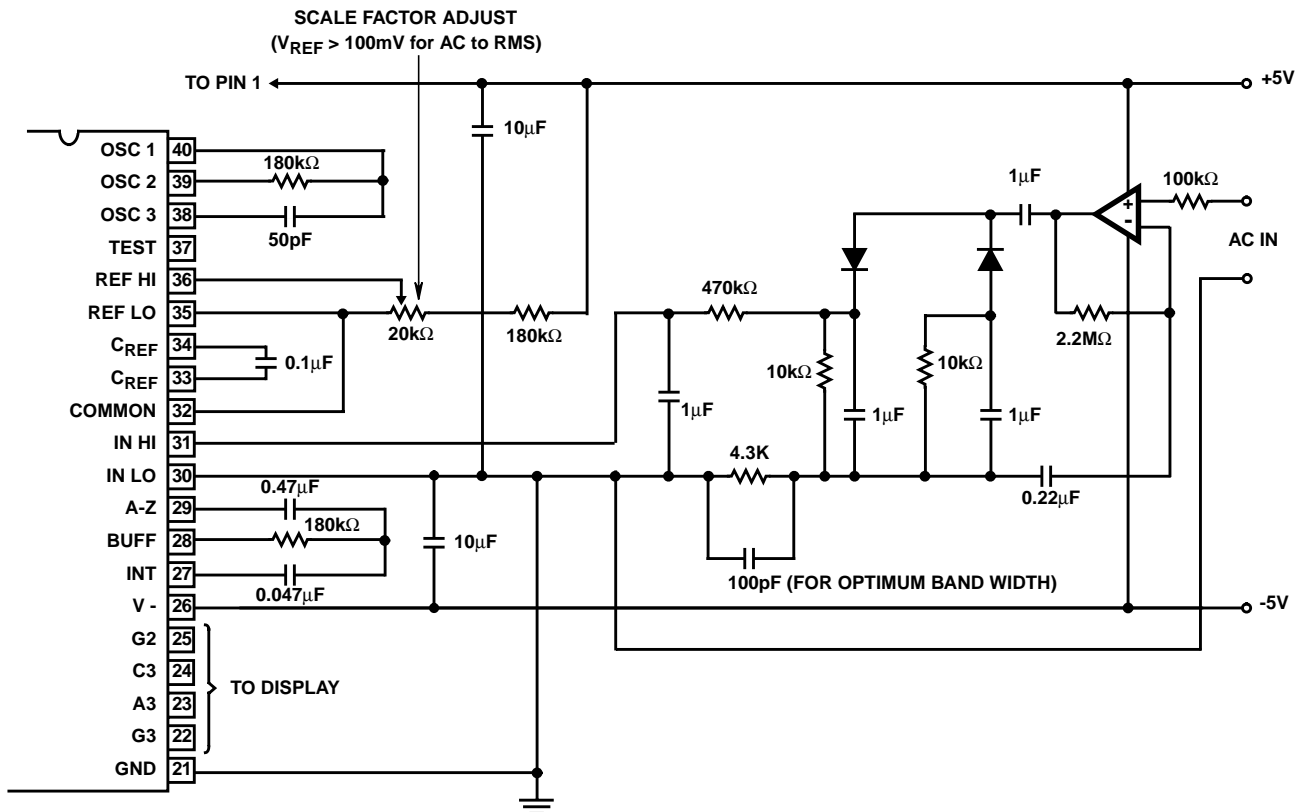 SCALE FACTOR ADJUST
(VREF > 100mV for AC to RMS)
TO PIN 1
+5V
OSC 1 40
180kΩ
OSC 2 39
OSC 3 38
50pF
TEST 37
REF HI 36
REF LO 35
20kΩ
180kΩ
CREF 34
0.1μF
CREF 33
COMMON 32
IN HI 31
IN LO 30
0.47μF
A-Z 29
180kΩ
BUFF 28
INT 27
0.047μF
V - 26
G2 25
C3 24
TO DISPLAY
A3 23
G3 22
GND 21
10μF
10μF
470kΩ
1μF
10kΩ
1μF
10kΩ
1μF
1μF
+
-
100kΩ
AC IN
2.2MΩ
4.3K
0.22μF
100pF (FOR OPTIMUM BAND WIDTH)
-5V